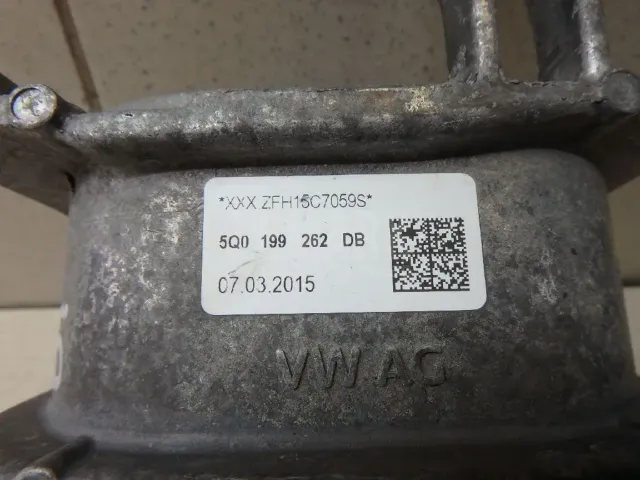 *XXX ZFH15C7059S*
5Q0 199 262 DB
07.03.2015
VW AG